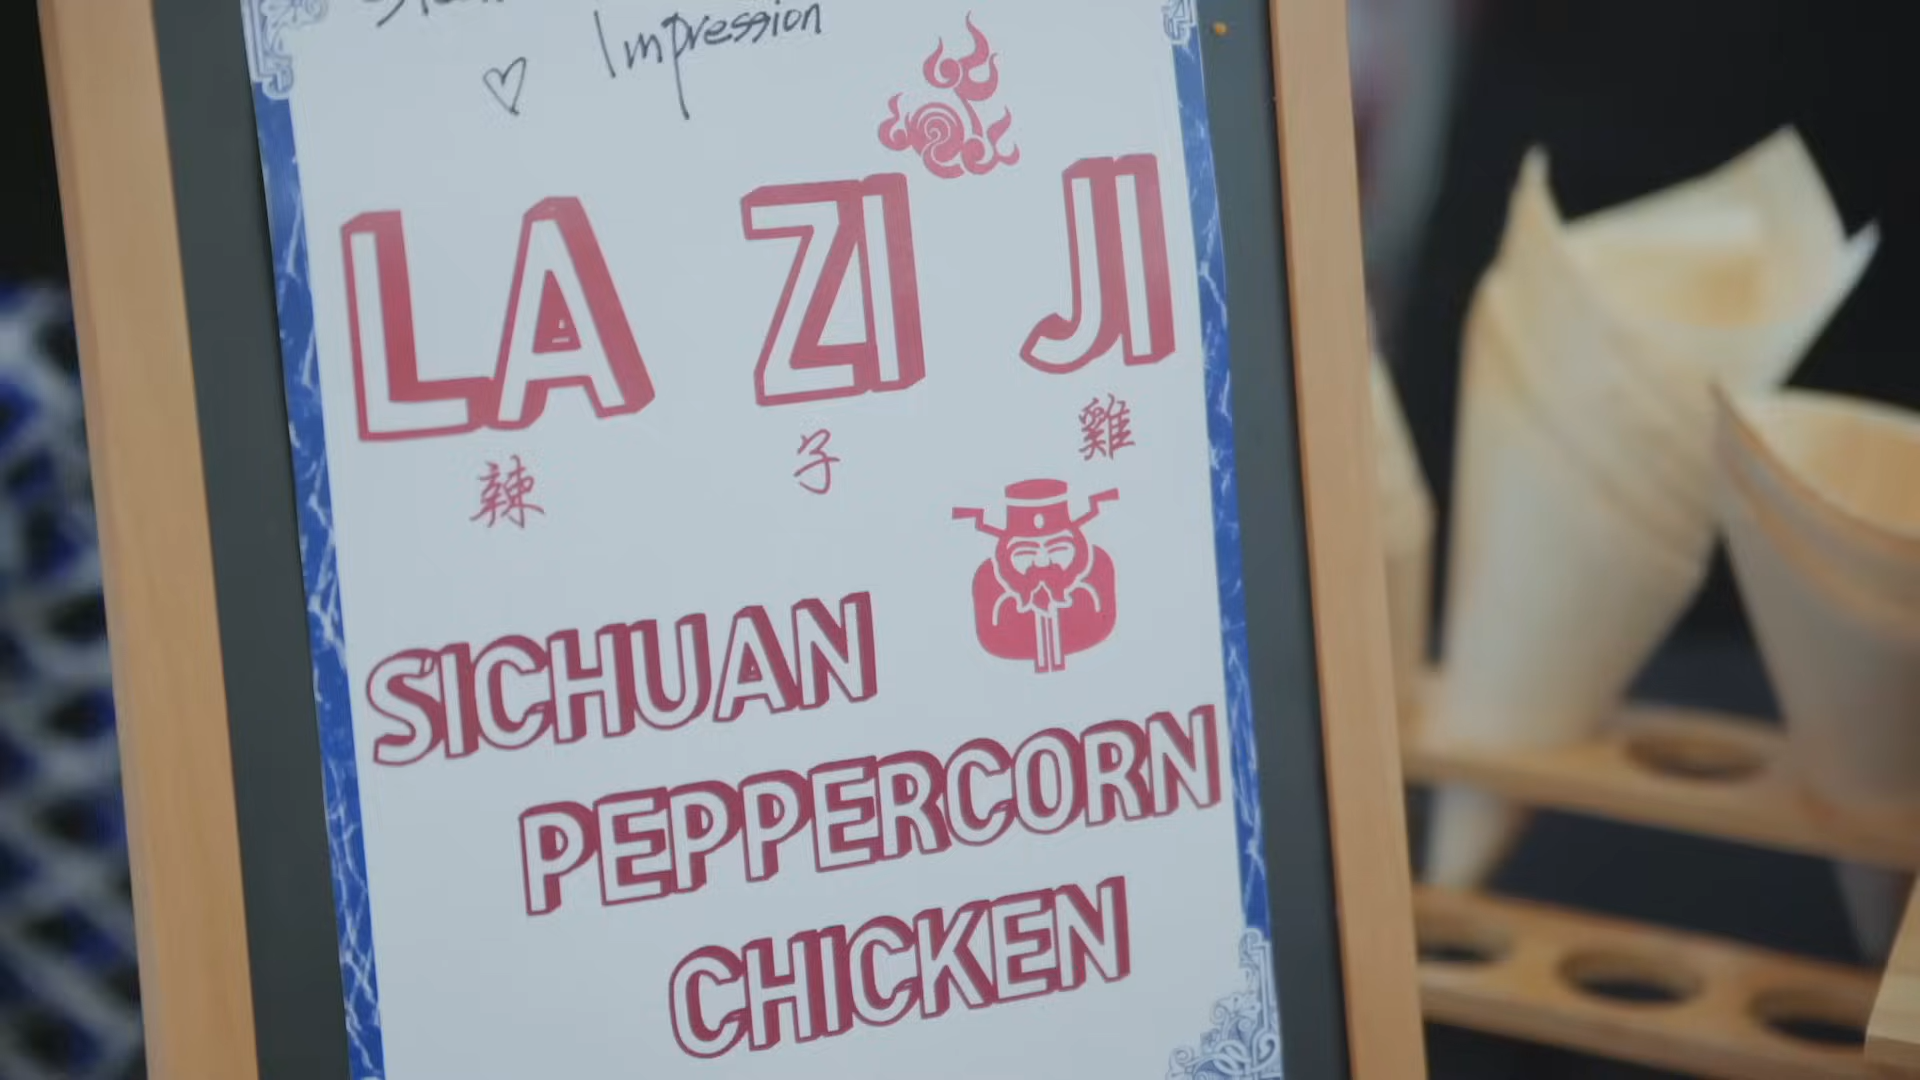 Impression
LA ZI JI
辣 子 雞
SICHUAN
PEPPERCORN
CHICKEN